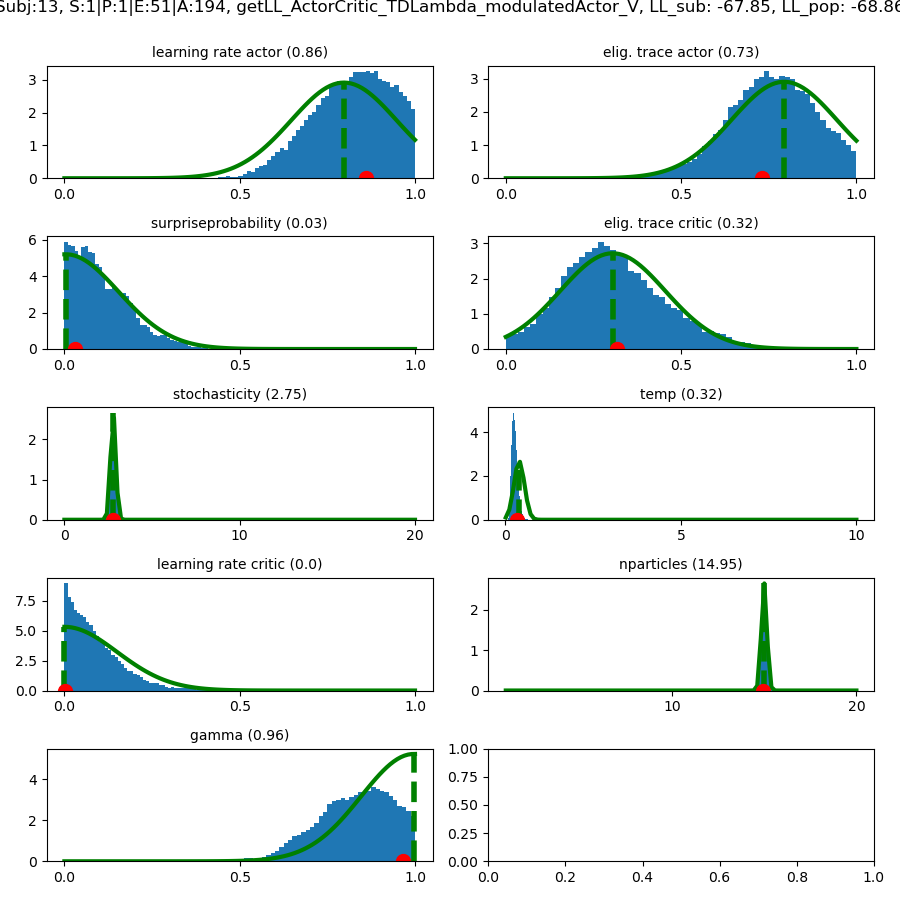 Subj:13, S:1|P:1|E:51|A:194, getLL_ActorCritic_TDLambda_modulatedActor_V, LL_sub: -67.85, LL_pop: -68.86
learning rate actor (0.86)
elig. trace actor (0.73)
3
2
1
0
0.0 0.5 1.0
3
2
1
0
0.0 0.5 1.0
surpriseprobability (0.03)
elig. trace critic (0.32)
6
4
2
0
0.0 0.5 1.0
3
2
1
0
0.0 0.5 1.0
stochasticity (2.75)
temp (0.32)
2
1
0
0 10 20
4
2
0
0 5 10
learning rate critic (0.0)
nparticles (14.95)
7.5
5.0
2.5
0.0
0.0 0.5 1.0
2
1
0
10 20
gamma (0.96)
4
2
0
0.0 0.5 1.0
1.00
0.75
0.50
0.25
0.00
0.0 0.2 0.4 0.6 0.8 1.0